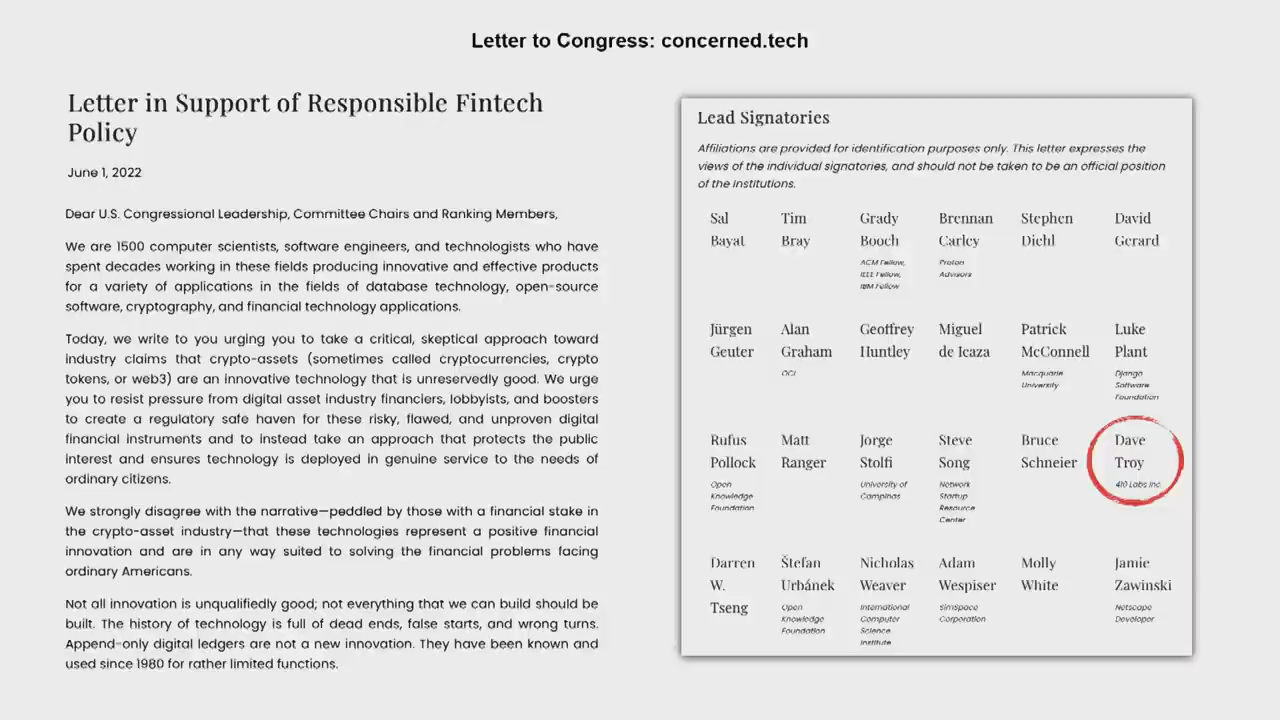 Letter to Congress: concerned.tech
Letter in Support of Responsible Fintech
Policy
June 1, 2022
Dear U.S. Congressional Leadership, Committee Chairs and Ranking Members,
We are 1500 computer scientists, software engineers, and technologists who have
spent decades working in these fields producing innovative and effective products
for a variety of applications in the fields of database technology, open-source
software, cryptography, and financial technology applications.
Today, we write to you urging you to take a critical, skeptical approach toward
industry claims that crypto-assets (sometimes called cryptocurrencies, crypto
tokens, or web3) are an innovative technology that is unreservedly good. We urge
you to resist pressure from digital asset industry financiers, lobbyists, and boosters
to create a regulatory safe haven for these risky, flawed, and unproven digital
financial instruments and to instead take an approach that protects the public
interest and ensures technology is deployed in genuine service to the needs of
ordinary citizens.
We strongly disagree with the narrative—peddled by those with a financial stake in
the crypto-asset industry—that these technologies represent a positive financial
innovation and are in any way suited to solving the financial problems facing
ordinary Americans.
Not all innovation is unqualifiedly good; not everything that we can build should be
built. The history of technology is full of dead ends, false starts, and wrong turns.
Append-only digital ledgers are not a new innovation. They have been known and
used since 1980 for rather limited functions.
Lead Signatories
Affiliations are provided for identification purposes only. This letter expresses the
views of the individual signatories, and should not be taken to be an official position
of the institutions.
Sal
Bayat
Tim
Bray
Grady
Booch
ACM Fellow,
IEEE Fellow,
IBM Fellow
Brennan
Carley
Proton
Advisors
Stephen
Diehl
David
Gerard
Jürgen
Geuter
Alan
Graham
OCI
Geoffrey
Huntley
Miguel
de Icaza
Patrick
McConnell
Macquarie
University
Luke
Plant
Django
Software
Foundation
Rufus
Pollock
Open
Knowledge
Foundation
Matt
Ranger
Jorge
Stolfi
University of
Campinas
Steve
Song
Network
Startup
Resource
Center
Bruce
Schneier
Dave
Troy
410 Labs Inc.
Darren
W.
Tseng
Štefan
Urbánek
Open
Knowledge
Foundation
Nicholas
Weaver
International
Computer
Science
Institute
Adam
Wespiser
SimSpace
Corporation
Molly
White
Jamie
Zawinski
Netscape
Developer